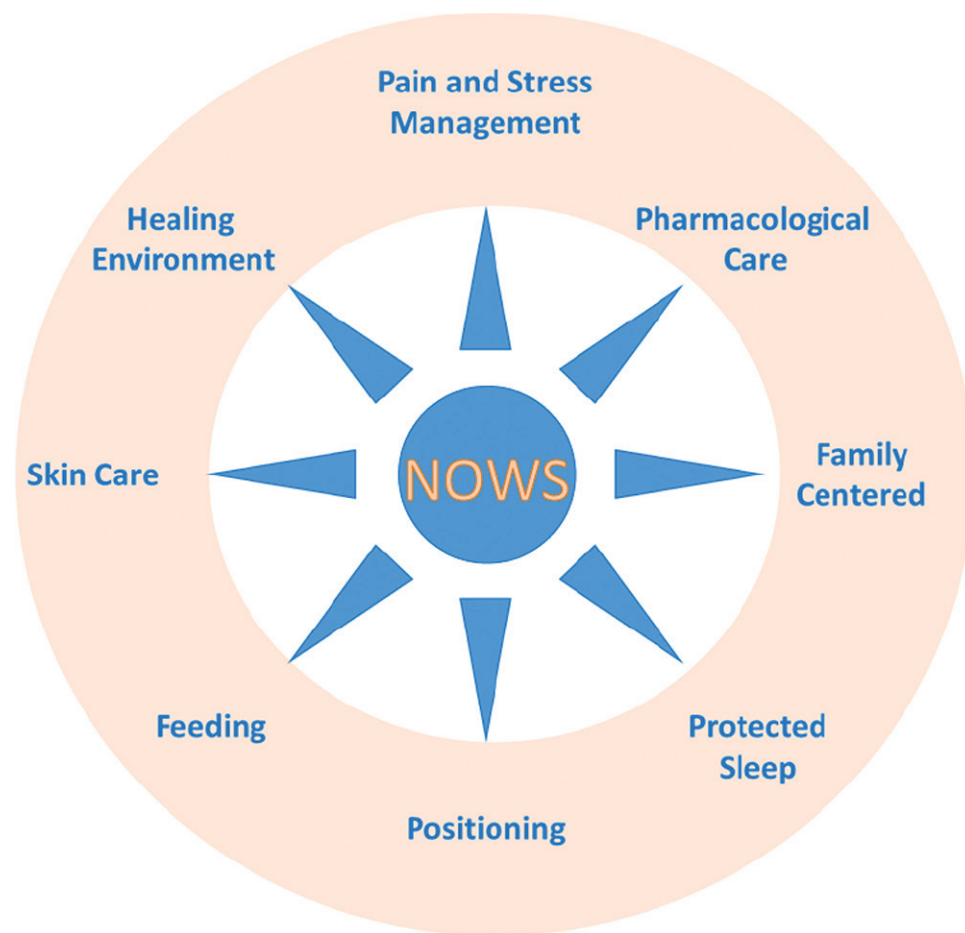 Pain and Stress
Management
Healing
Environment
Pharmacological
Care
Skin Care
NOWS
Family
Centered
Feeding
Protected
Sleep
Positioning